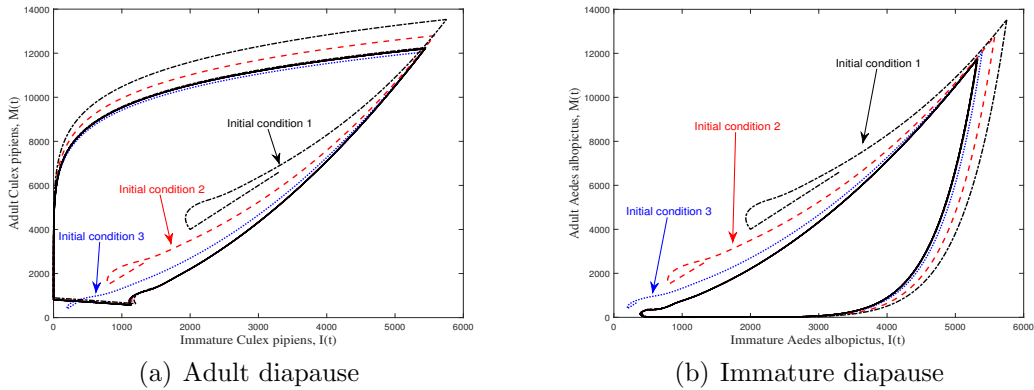 14000
12000
10000
8000
6000
4000
2000
0
Adult Culex pipiens, M(t)
Initial condition 1
Initial condition 2
Initial condition 3
0
1000
2000
3000
4000
5000
6000
Immature Culex pipiens, I(t)
(a) Adult diapause
14000
12000
10000
8000
6000
4000
2000
0
Adult Aedes albopictus, M(t)
Initial condition 1
Initial condition 2
Initial condition 3
0
1000
2000
3000
4000
5000
6000
Immature Aedes albopictus, I(t)
(b) Immature diapause